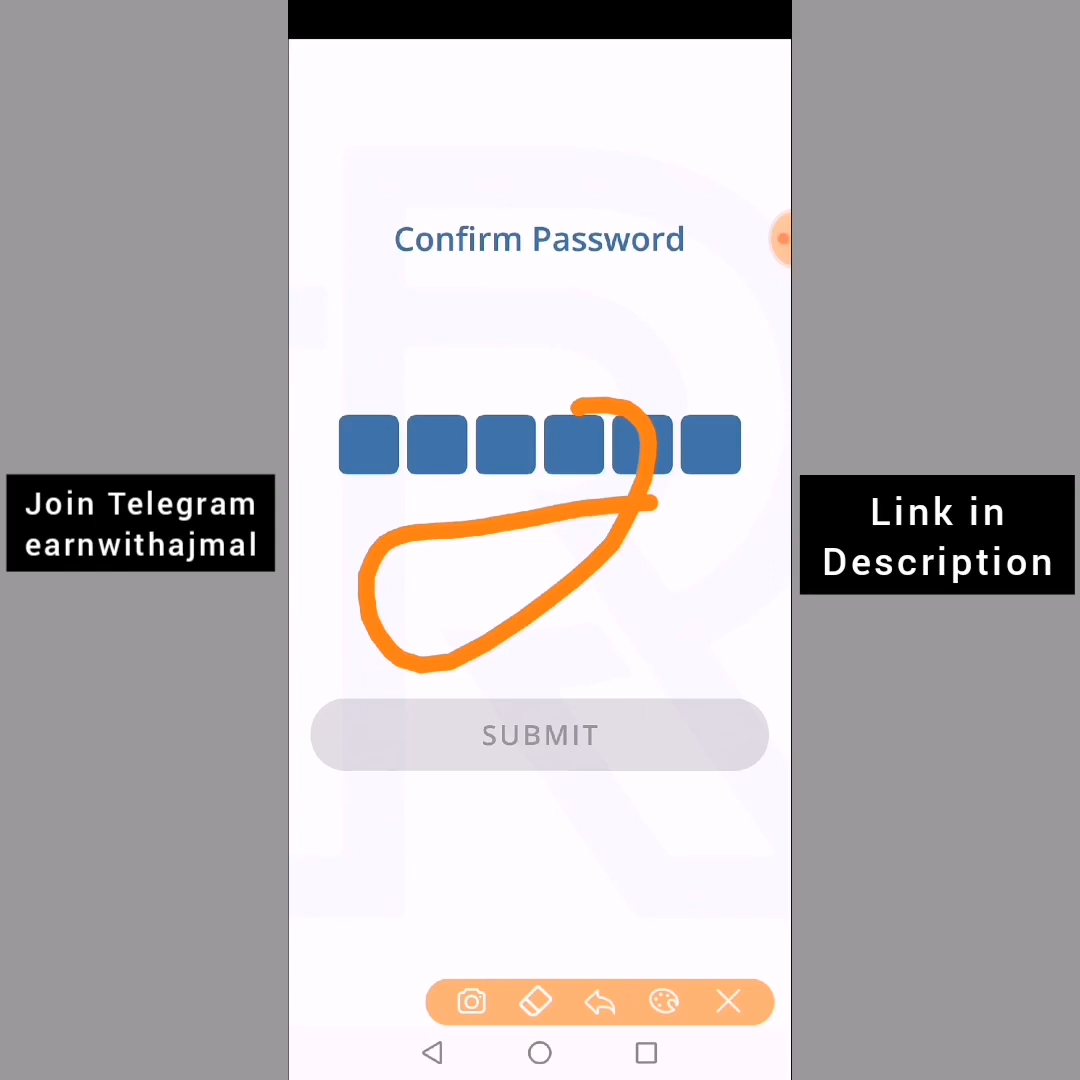 Confirm Password
Join Telegram
earnwithajmal
Link in
Description
SUBMIT